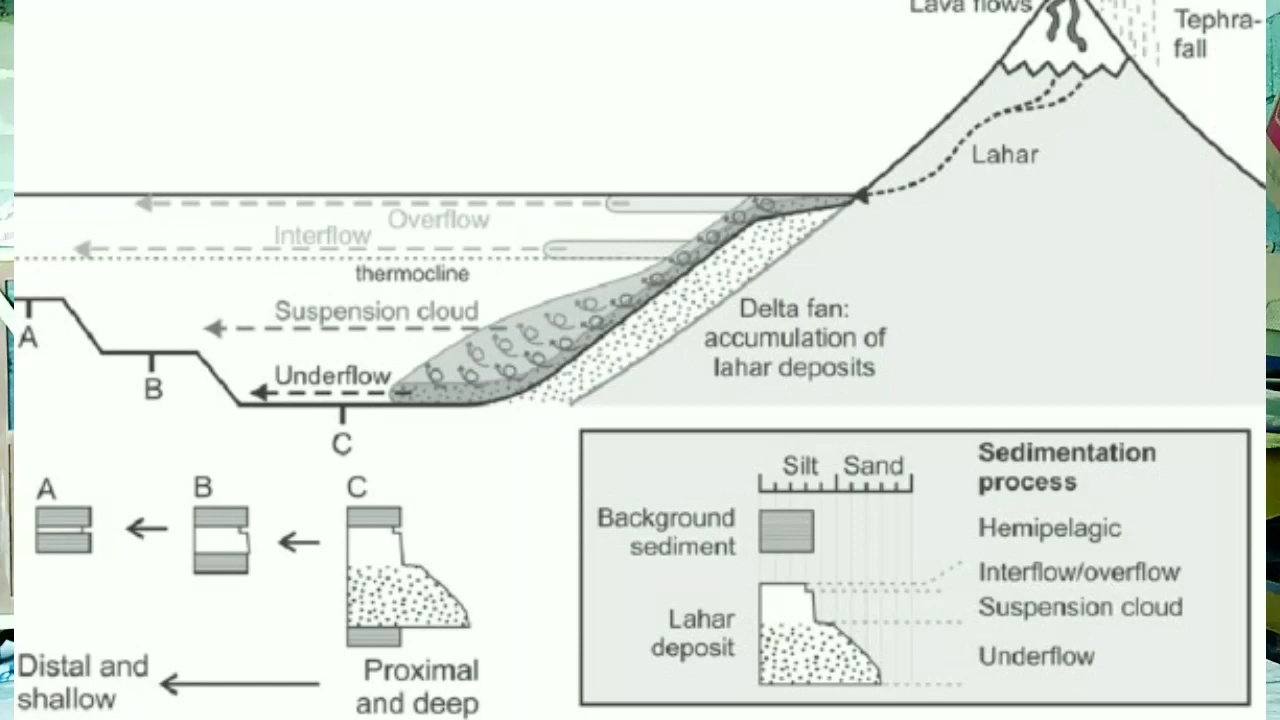 Lava flows
Tephra-
fall
Lahar
Overflow
Interflow
thermocline
Suspension cloud
Underflow
Delta fan:
accumulation of
lahar deposits
A
B
C
A
B
C
Distal and
shallow
Proximal
and deep
Silt
Sand
Sedimentation
process
Background
sediment
Hemipelagic
Interflow/overflow
Suspension cloud
Lahar
deposit
Underflow